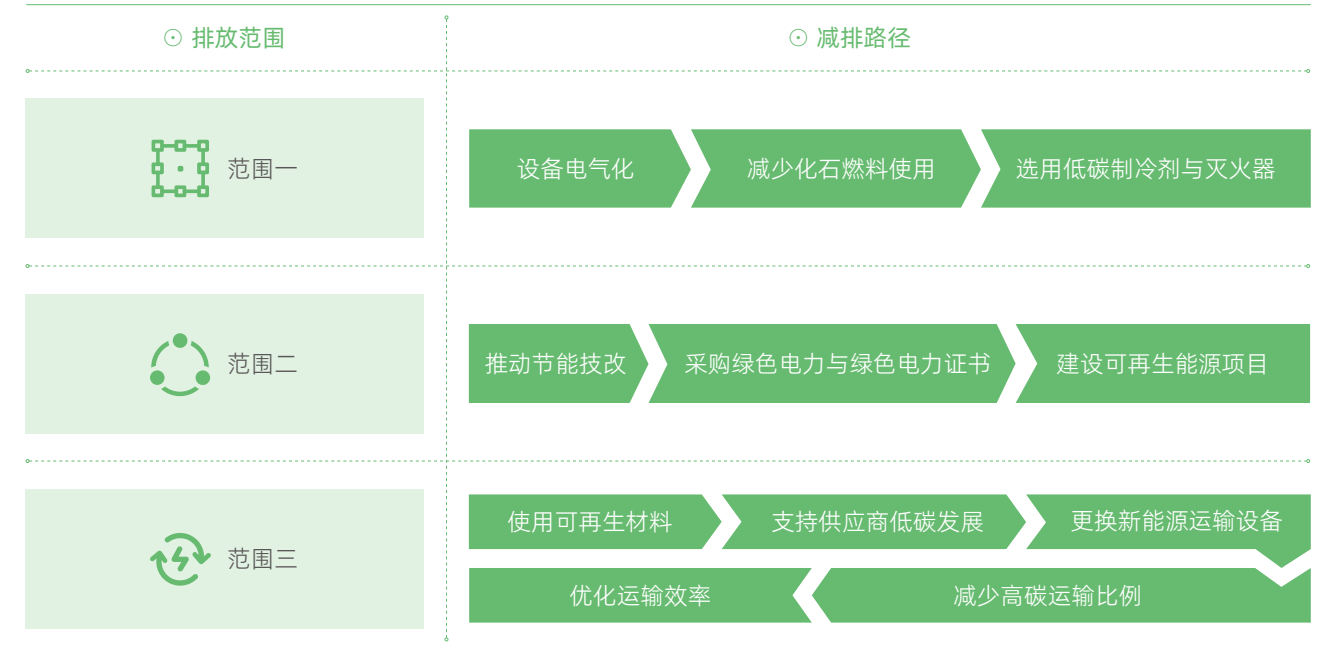 排放范围
减排路径
范围一
设备电气化
减少化石燃料使用
选用低碳制冷剂与灭火器
范围二
推动节能技改
采购绿色电力与绿色电力证书
建设可再生能源项目
范围三
使用可再生材料
支持供应商低碳发展
更换新能源运输设备
减少高碳运输比例
优化运输效率